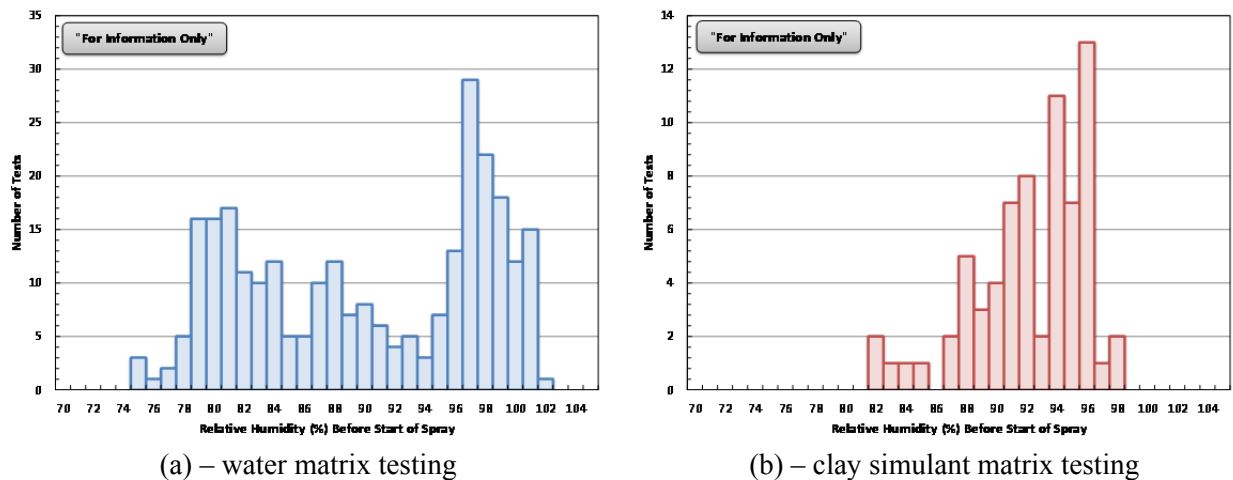 "For Information Only"
35
30
25
20
15
10
5
0
Number of Tests
70 72 74 76 78 80 82 84 86 88 90 92 94 96 98 100 102 104
Relative Humidity (%) Before Start of Spray
(a) – water matrix testing
"For Information Only"
14
12
10
8
6
4
2
0
Number of Tests
70 72 74 76 78 80 82 84 86 88 90 92 94 96 98 100 102 104
Relative Humidity (%) Before Start of Spray
(b) – clay simulant matrix testing